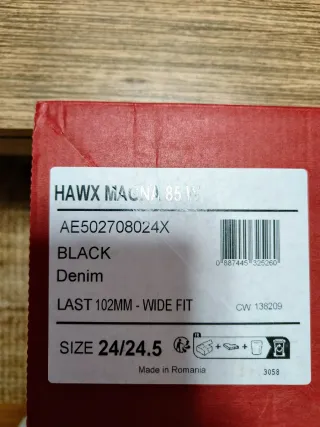 HAWX MAGNA 85 W
AE502708024X
BLACK
Denim
0 887445 325260
LAST 102MM - WIDE FIT
CW 138209
SIZE 24/24.5
Made in Romania
3058